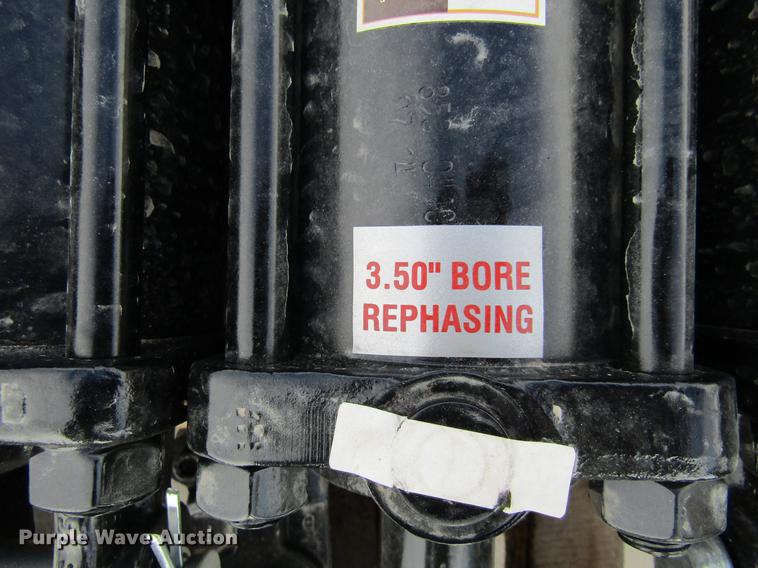 3.50" BORE
REPHASING
Purple Wave Auction